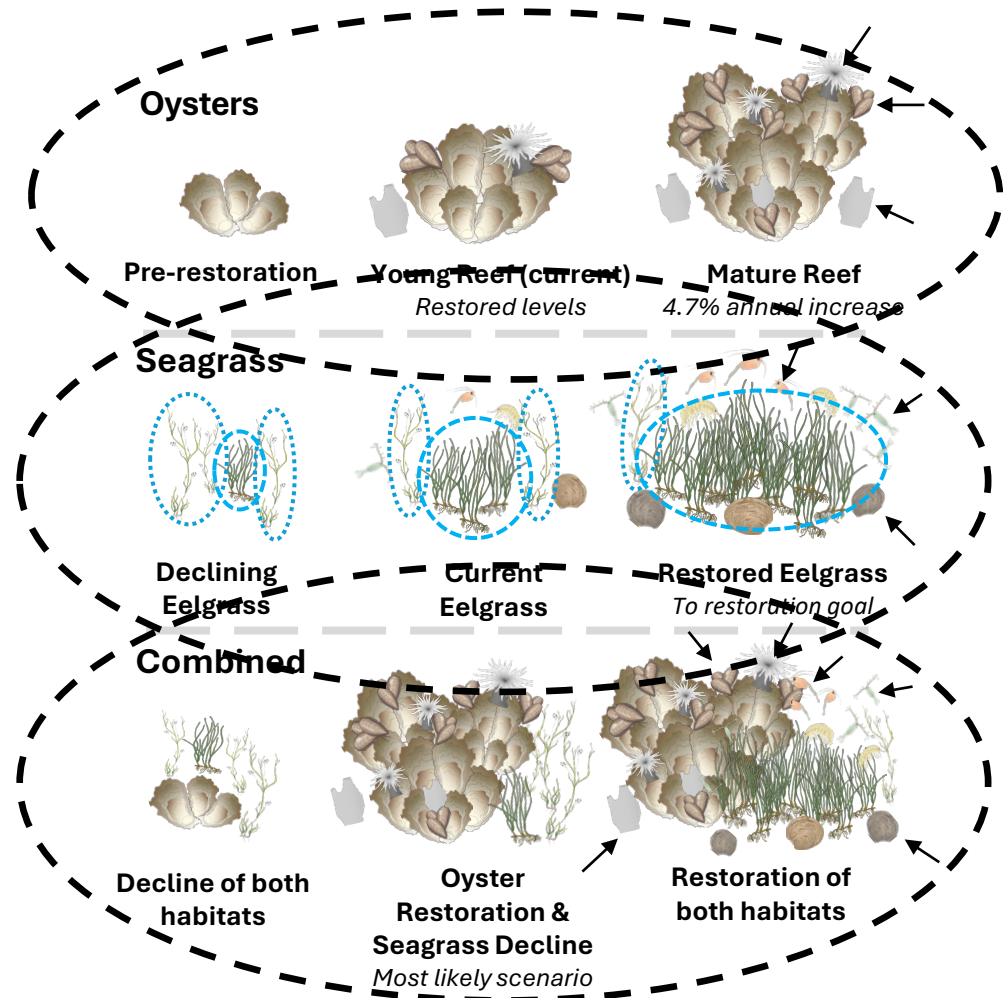 Oysters
Pre-restoration
Young Reef (current)
Restored levels
Mature Reef
4.7% annual increase
Seagrass
Declining
Eelgrass
Current
Eelgrass
Restored Eelgrass
To restoration goal
Combined
Decline of both
habitats
Oyster
Restoration &
Seagrass Decline
Most likely scenario
Restoration of
both habitats